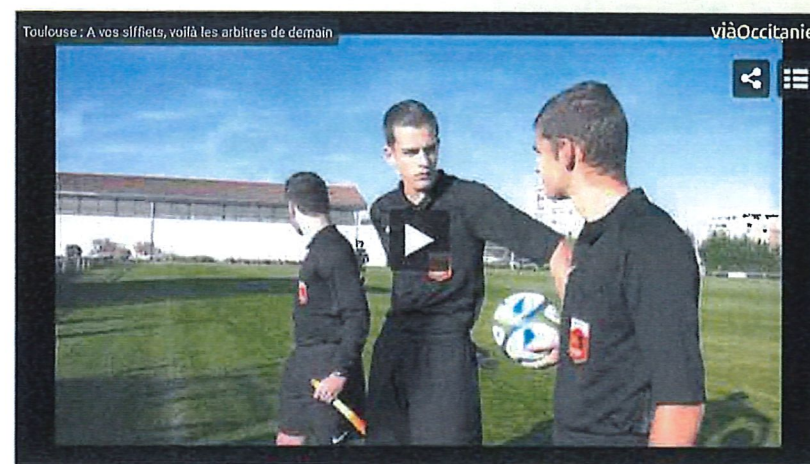 Toulouse : A vos sifflets, voilà les arbitres de demain
viàOccitanie